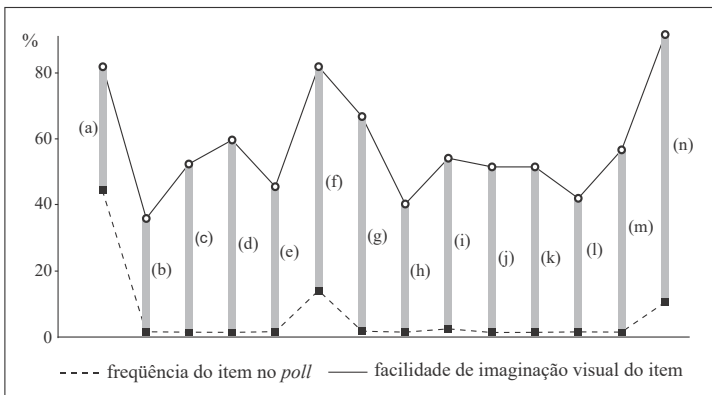 %
80
60
40
20
0
(a)
(b)
(c)
(d)
(e)
(f)
(g)
(h)
(i)
(j)
(k)
(l)
(m)
(n)
freqüência do item no poll
facilidade de imaginação visual do item